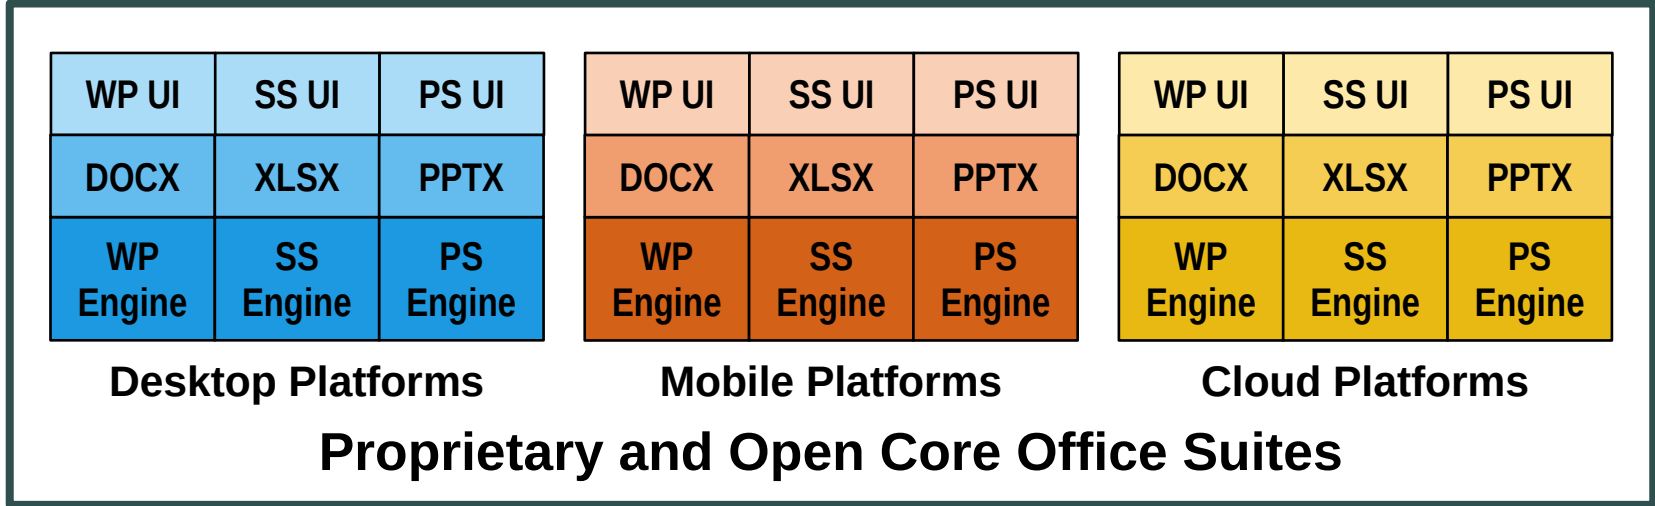 WP UI SS UI PS UI WP UI SS UI PS UI WP UI SS UI PS UI
DOCX XLSX PPTX DOCX XLSX PPTX DOCX XLSX PPTX
WP SS PS WP SS PS WP SS PS
Engine Engine Engine Engine Engine Engine Engine Engine Engine
Desktop Platforms Mobile Platforms Cloud Platforms
Proprietary and Open Core Office Suites